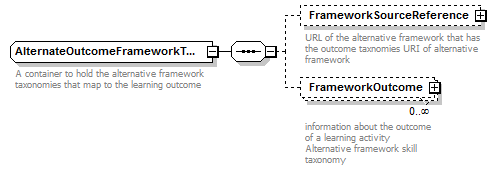 FrameworkSourceReference
URL of the alternative framework that has
the outcome taxnomies URI of alternative
framework
AlternateOutcomeFrameworkT...
A container to hold the alternative framework
taxonomies that map to the learning outcome
FrameworkOutcome
0..∞
information about the outcome
of a learning activity
Alternative framework skill
taxonomy